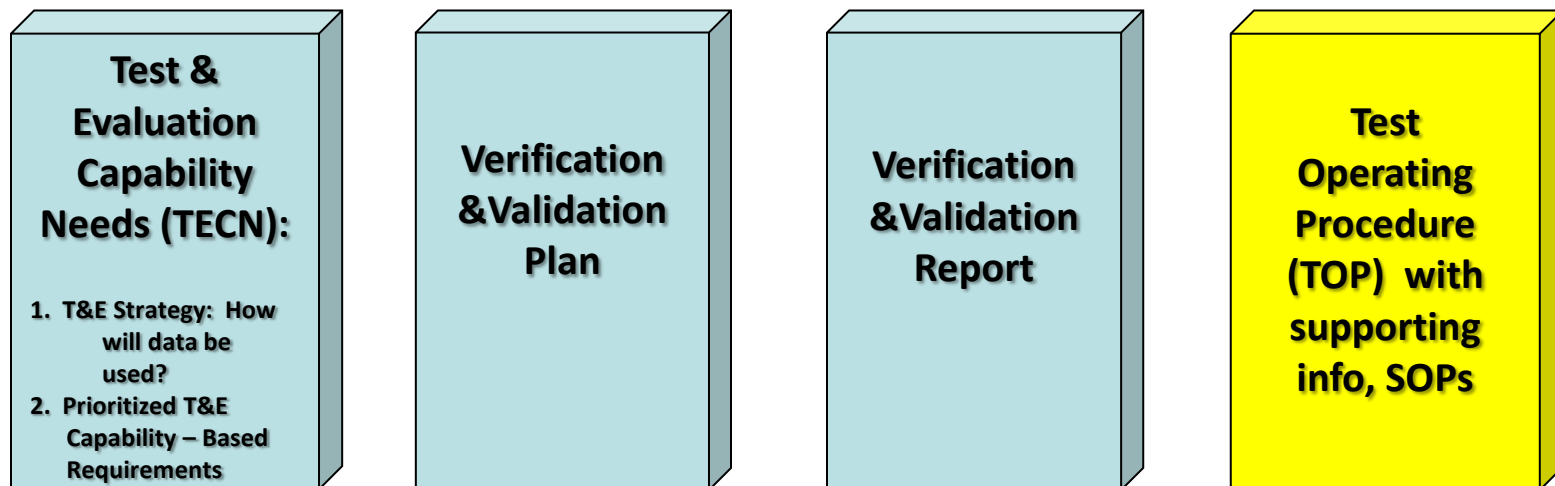 Test &
Evaluation
Capability
Needs (TECN):
1. T&E Strategy: How
will data be
used?
2. Prioritized T&E
Capability – Based
Requirements
Verification
&Validation
Plan
Verification
&Validation
Report
Test
Operating
Procedure
(TOP) with
supporting
info, SOPs